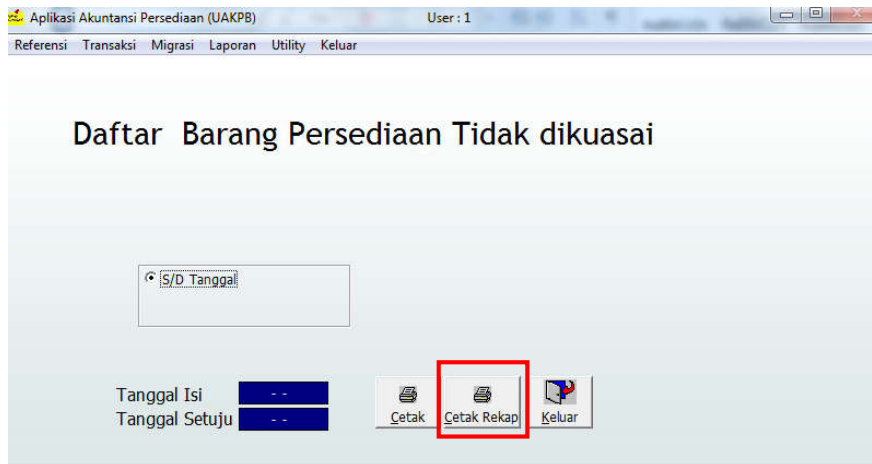 Aplikasi Akuntansi Persediaan (UAKPB) User : 1
Referensi Transaksi Migrasi Laporan Utility Keluar
Daftar Barang Persediaan Tidak dikuasai
S/D Tanggal
Tanggal Isi - -
Tanggal Setuju - -
Cetak Cetak Rekap Keluar